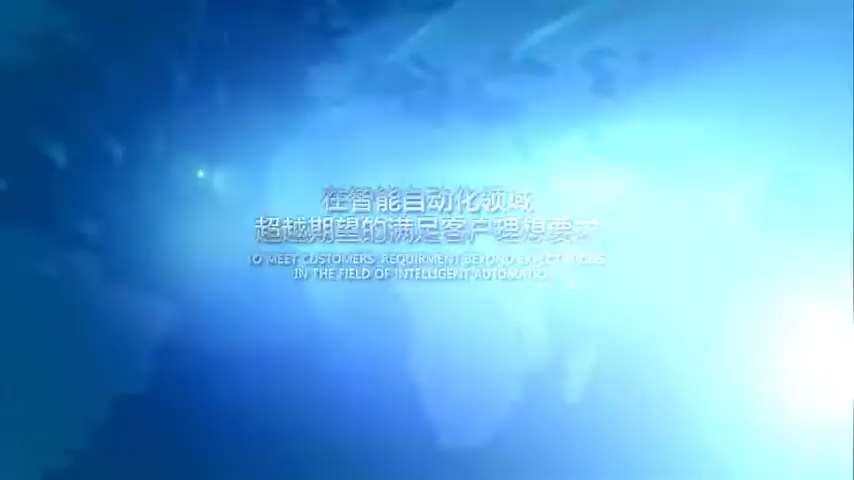 在智能自动化领域
超越期望的满足客户理想要求
TO MEET CUSTOMERS' REQUIRMENT BEYOND EXPECTATIONS
IN THE FIELD OF INTELLIGENT AUTOMATION